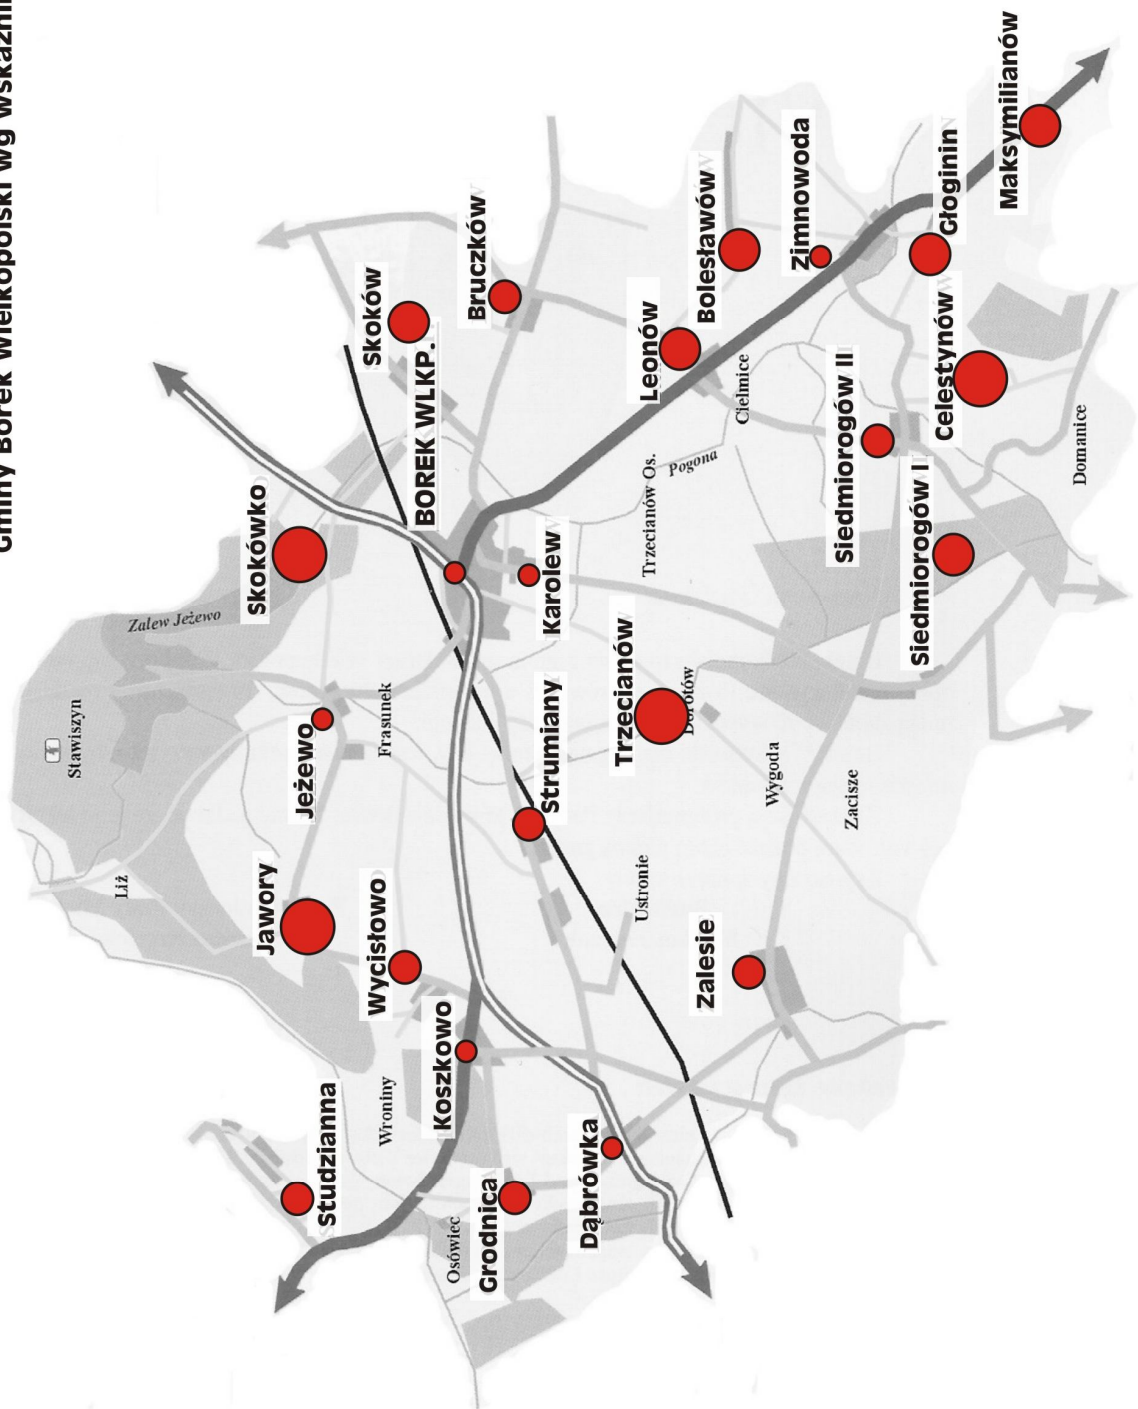 Gminy Borek Wielkopolski wg wskaźni
Studzianna
Wroniny
Osówiec
Grodnica
Koszkowo
Dąbrówka
Jawory
Wycisłowo
Liż
Stawiszyn
Jeżewo
Frasunek
Strumiany
Ustronie
Zalesie
Zalew Jeżewo
Skokówko
BOREK WLKP.
Karolew
Trzecianów
Dorotów
Trzecianów Os.
Pogona
Wygoda
Zacisze
Skoków
Bruczków
Leonów
Bolesławów
Cielmice
Zimnowoda
Siedmiorogów II
Siedmiorogów I
Celestynów
Głoginin
Maksymilianów
Domanice